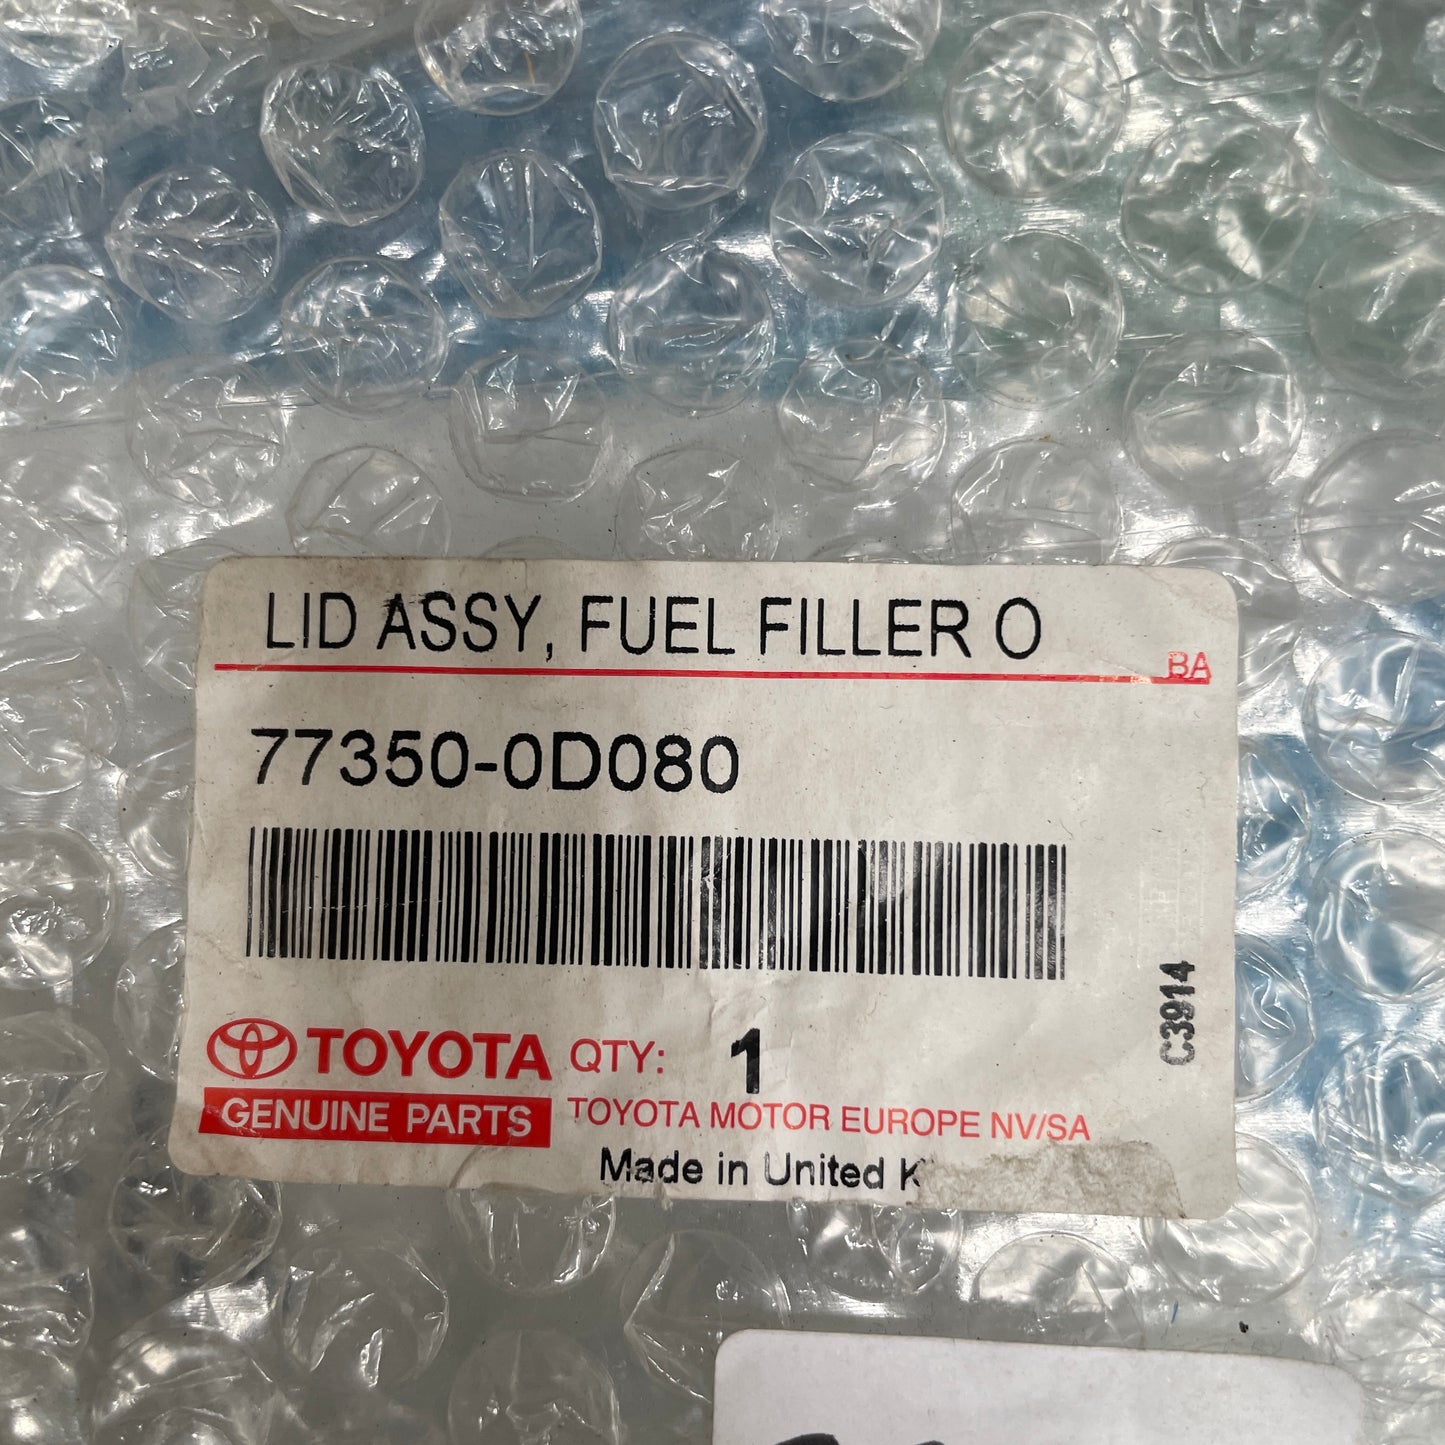 LID ASSY, FUEL FILLER O
BA
77350-0D080
C3914
TOYOTA QTY: 1
GENUINE PARTS TOYOTA MOTOR EUROPE NV/SA
Made in United K